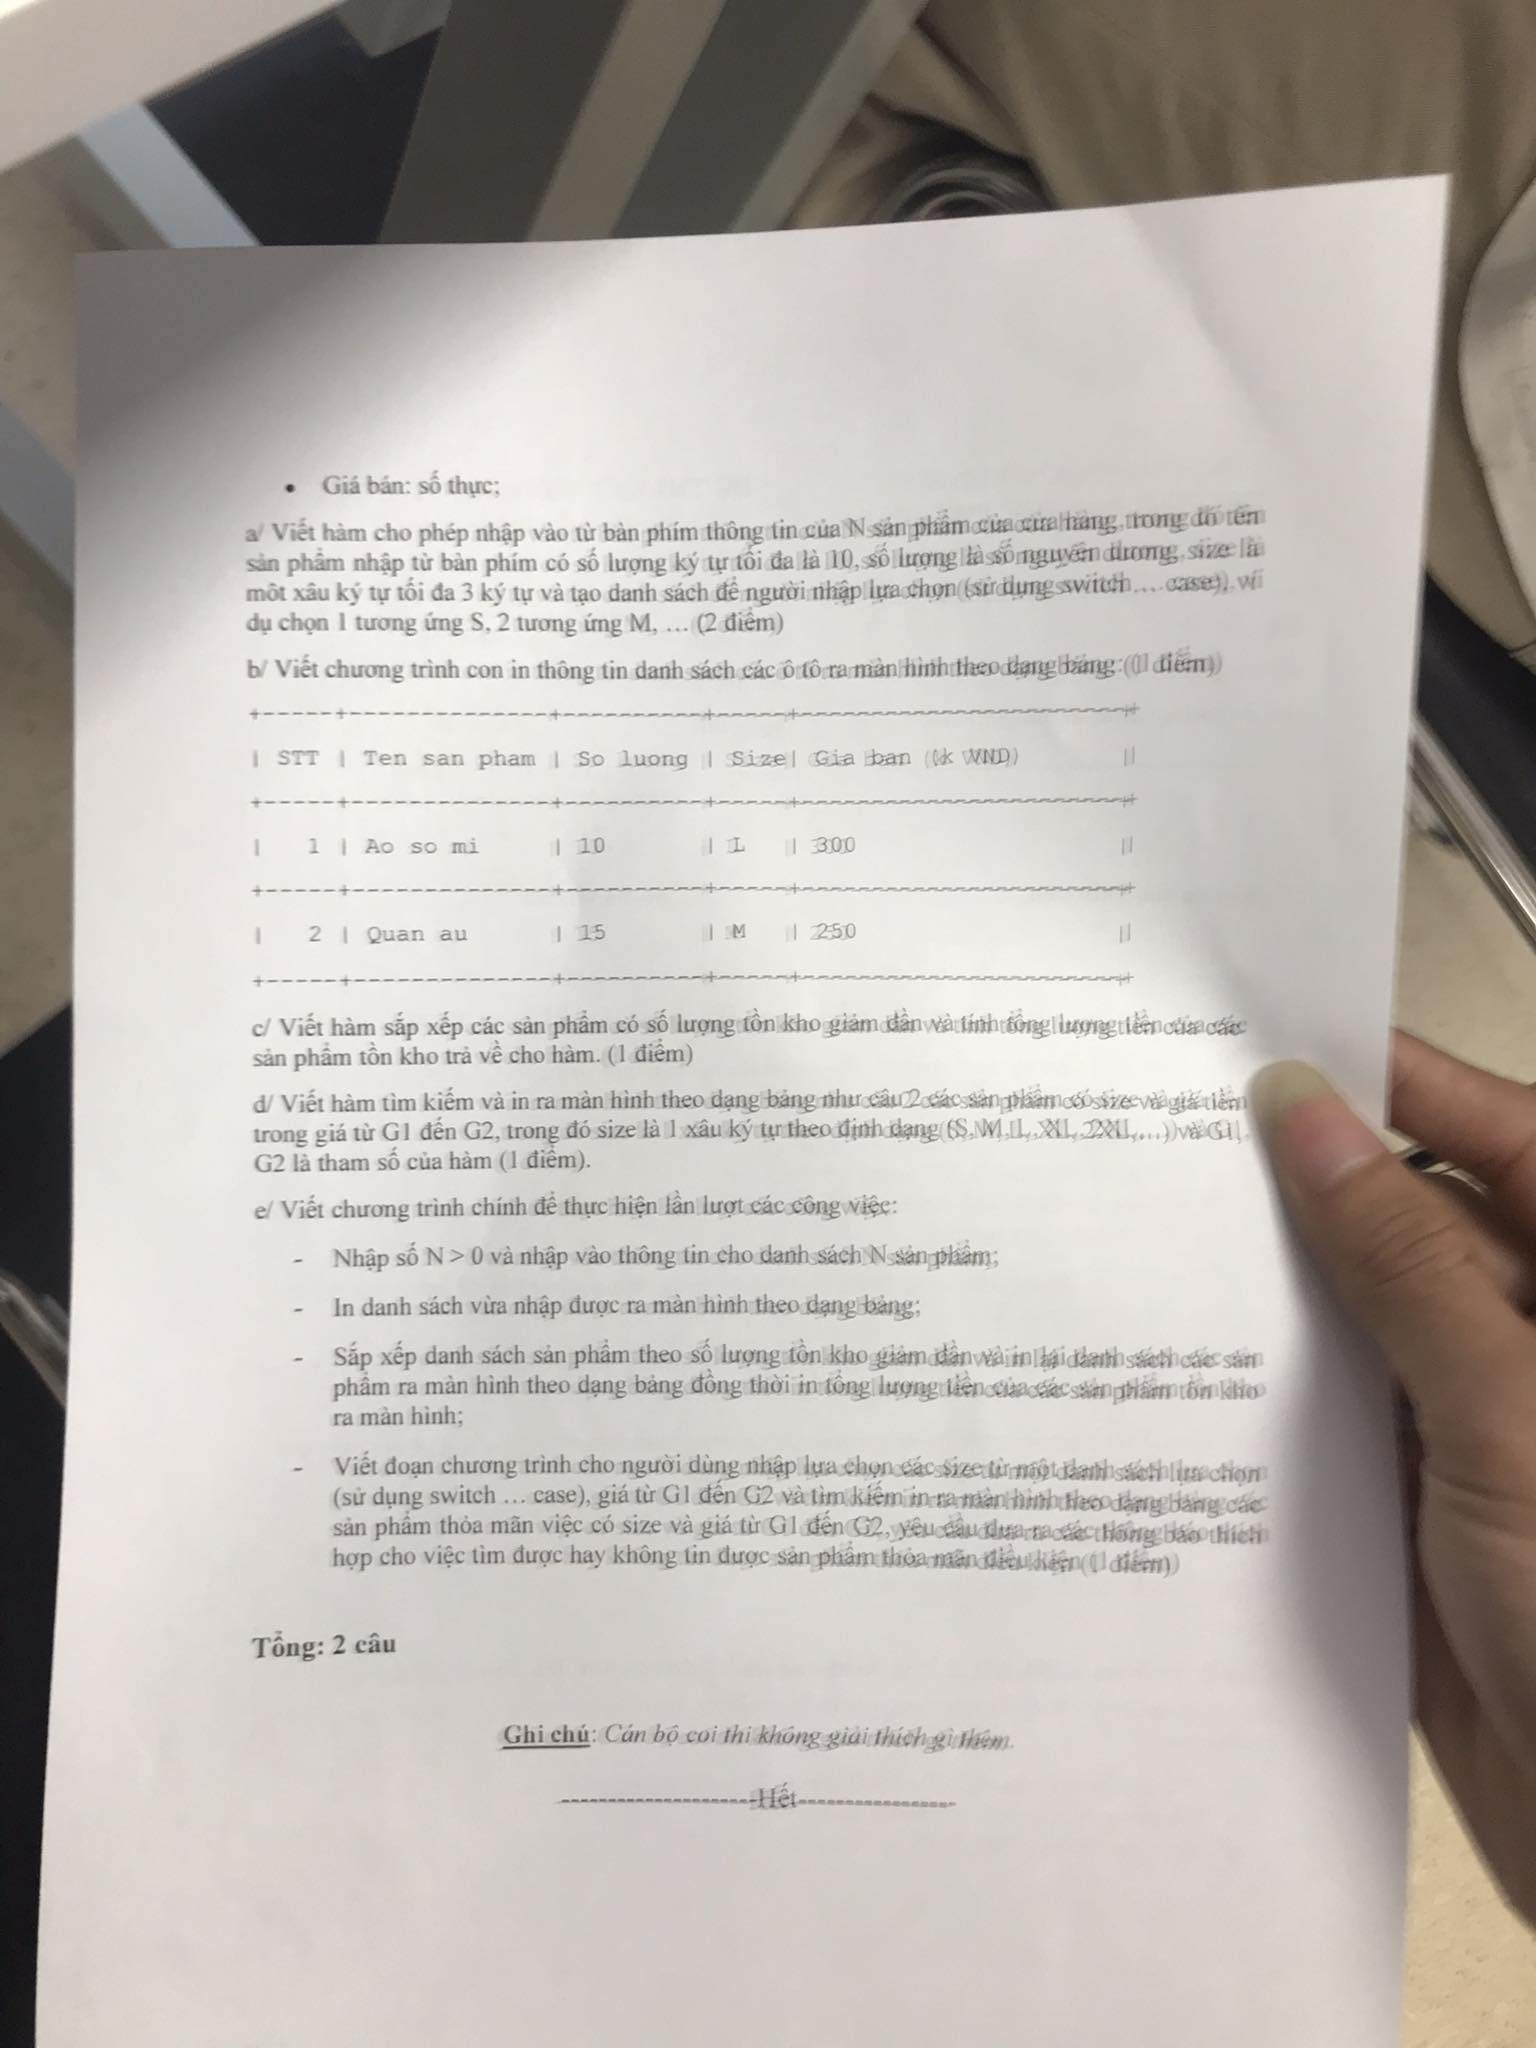 • Giá bán: số thực;
a/ Viết hàm cho phép nhập vào từ bàn phím thông tin của N sản phẩm của cửa hàng, trong đó tên
sản phẩm nhập từ bàn phím có số lượng ký tự tối đa là 10, số lượng là số nguyên dương, size là
một xâu ký tự tối đa 3 ký tự và tạo danh sách để người nhập lựa chọn (sử dụng switch … case), ví
dụ chọn 1 tương ứng S, 2 tương ứng M, … (2 điểm)
b/ Viết chương trình con in thông tin danh sách các ô tô ra màn hình theo dạng bảng: (1 điểm)
| STT | Ten san pham | So luong | Size| Gia ban (k VND) |
| 1 | Ao so mi | 10 | L | 300 |
| 2 | Quan au | 15 | M | 250 |
c/ Viết hàm sắp xếp các sản phẩm có số lượng tồn kho giảm dần và tính tổng lượng tiền của các
sản phẩm tồn kho trả về cho hàm. (1 điểm)
d/ Viết hàm tìm kiếm và in ra màn hình theo dạng bảng như câu 2 các sản phẩm có size và giá tiền
trong giá từ G1 đến G2, trong đó size là 1 xâu ký tự theo định dạng (S, M, L, XL, 2XL,…) và G1,
G2 là tham số của hàm (1 điểm).
e/ Viết chương trình chính để thực hiện lần lượt các công việc:
- Nhập số N > 0 và nhập vào thông tin cho danh sách N sản phẩm;
- In danh sách vừa nhập được ra màn hình theo dạng bảng;
- Sắp xếp danh sách sản phẩm theo số lượng tồn kho giảm dần và in lại danh sách các sản
phẩm ra màn hình theo dạng bảng đồng thời in tổng lượng tiền của các sản phẩm tồn kho
ra màn hình;
- Viết đoạn chương trình cho người dùng nhập lựa chọn các size từ một danh sách lựa chọn
(sử dụng switch … case), giá từ G1 đến G2 và tìm kiếm in ra màn hình theo dạng bảng các
sản phẩm thỏa mãn việc có size và giá từ G1 đến G2, yêu cầu đưa ra các thông báo thích
hợp cho việc tìm được hay không tin được sản phẩm thỏa mãn điều kiện (1 điểm)
Tổng: 2 câu
Ghi chú: Cán bộ coi thi không giải thích gì thêm.
--------------------Hết-----------------